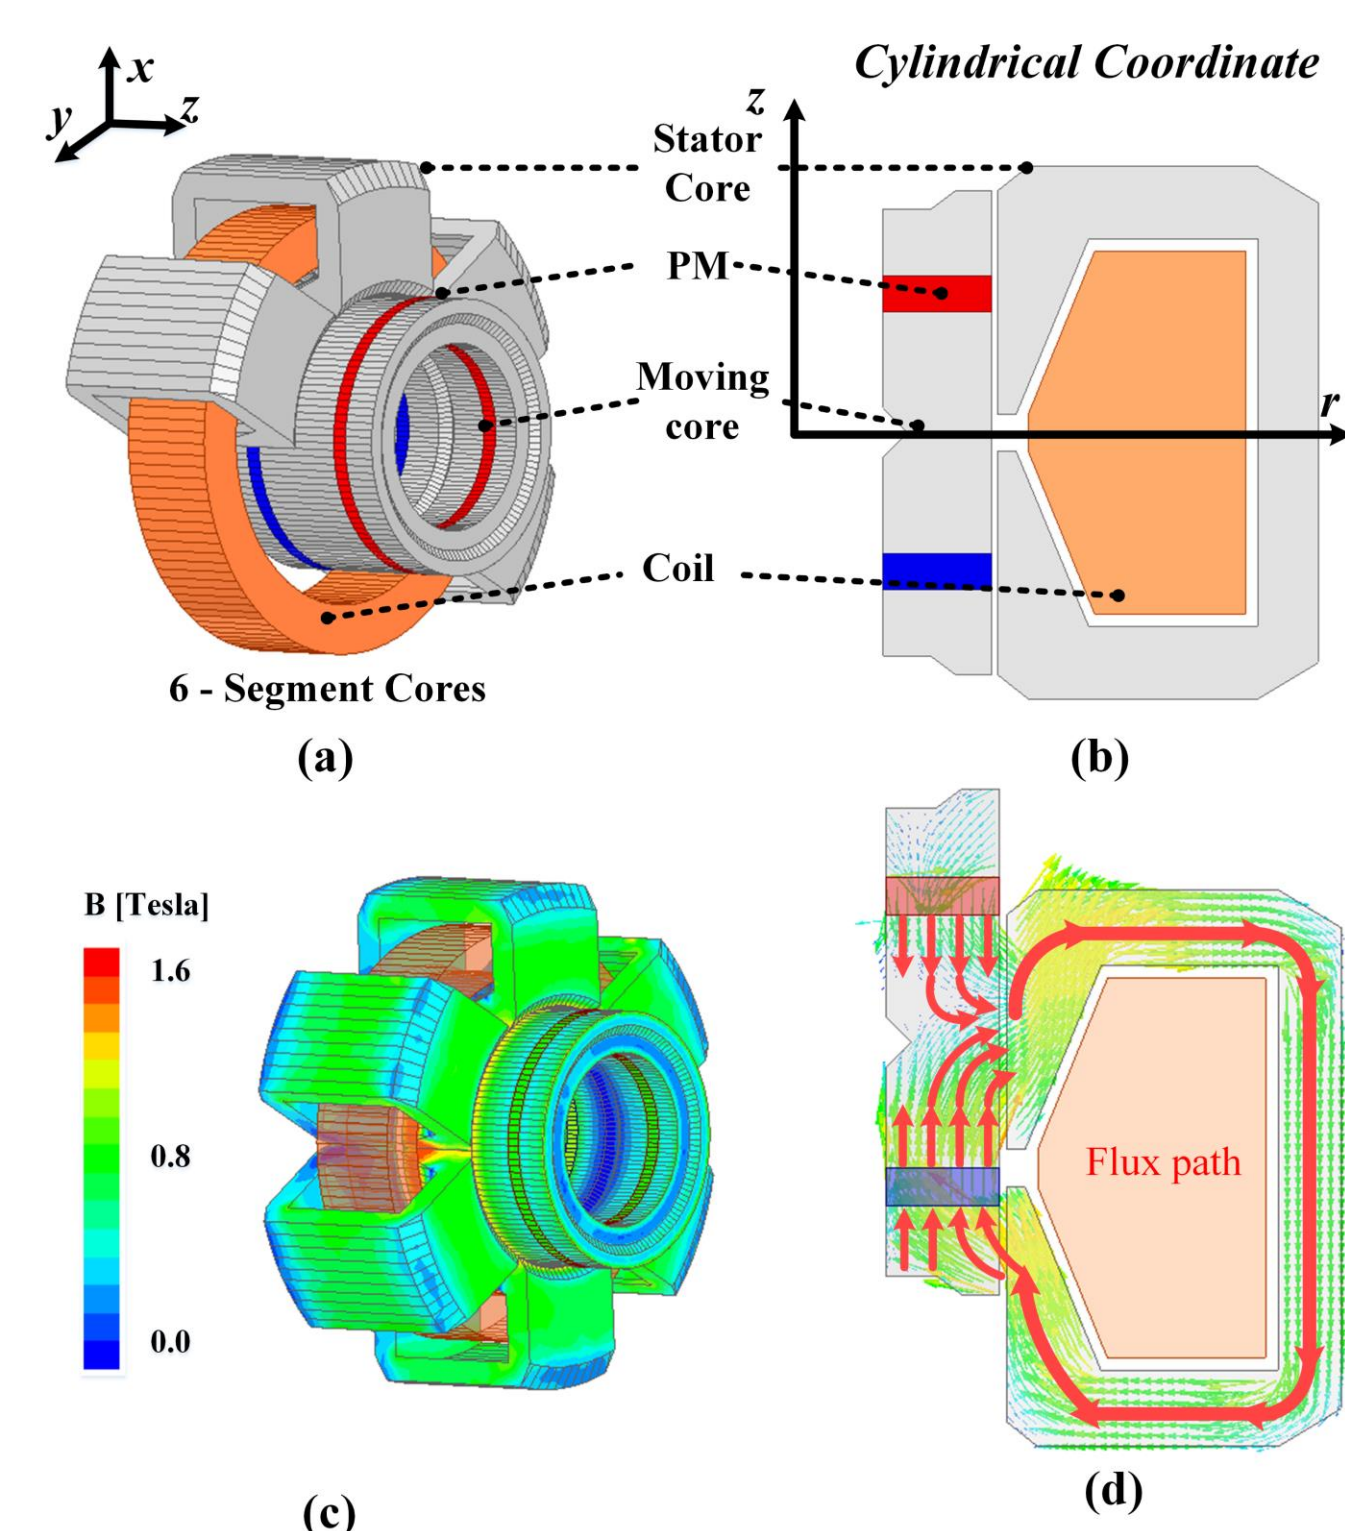 x
y
z
Cylindrical Coordinate
z
Stator
Core
PM
Moving
core
r
Coil
6 - Segment Cores
(a)
(b)
B [Tesla]
1.6
0.8
0.0
Flux path
(c)
(d)